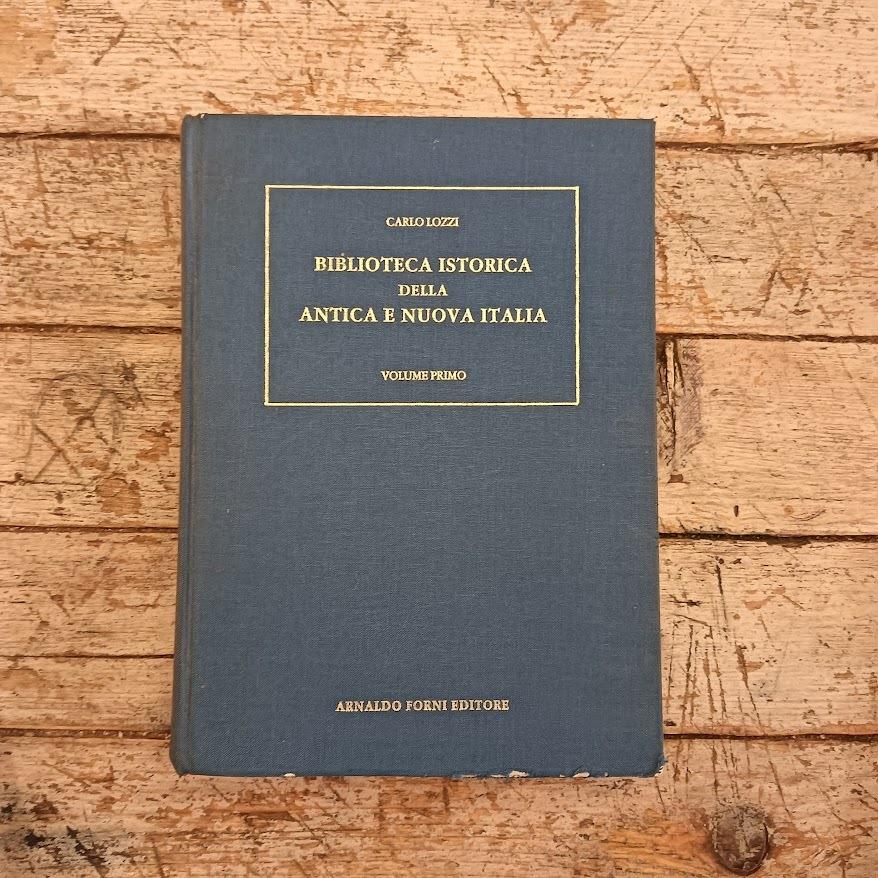 CARLO LOZZI
BIBLIOTECA ISTORICA
DELLA
ANTICA E NUOVA ITALIA
VOLUME PRIMO
ARNALDO FORNI EDITORE